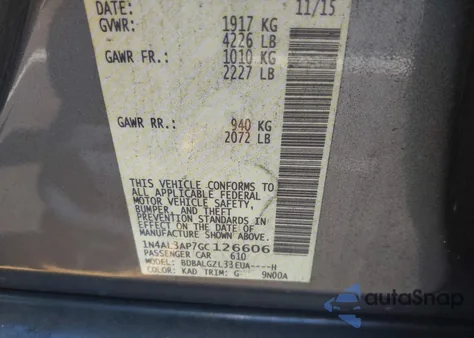 DATE: 11/15
GVWR: 1917 KG
4226 LB
GAWR FR.: 1010 KG
2227 LB
GAWR RR.: 940 KG
2072 LB
THIS VEHICLE CONFORMS TO
ALL APPLICABLE FEDERAL
MOTOR VEHICLE SAFETY,
BUMPER, AND THEFT
PREVENTION STANDARDS
IN EFFECT ON THE DATE OF
MANUFACTURE SHOWN ABOVE.
1N4AL3AP7GC126606
PASSENGER CAR 610
MODEL: BDBALGZL33EUA----H
COLOR: KAD TRIM: G 9N00A
autoSnap